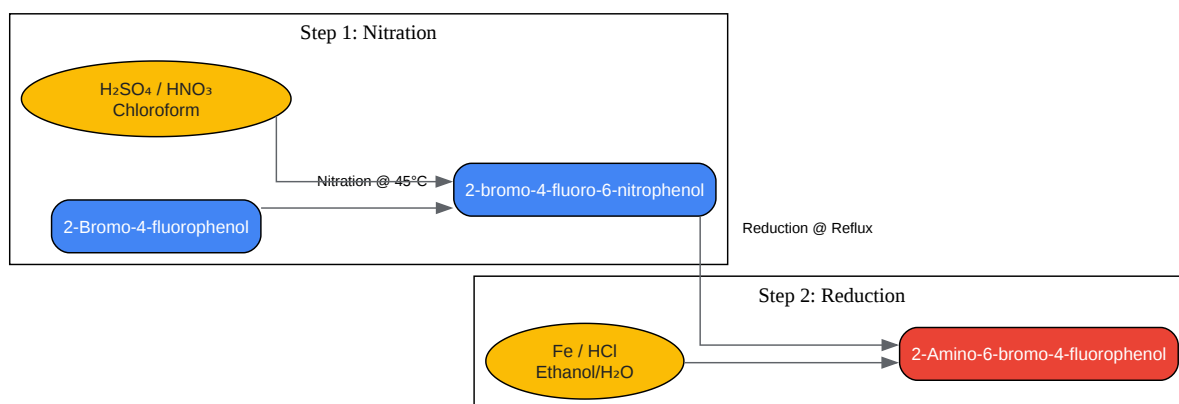 Step 1: Nitration
H₂SO₄ / HNO₃
Chloroform
Nitration @ 45°C
2-bromo-4-fluoro-6-nitrophenol
2-Bromo-4-fluorophenol
Reduction @ Reflux
Step 2: Reduction
Fe / HCl
Ethanol/H₂O
2-Amino-6-bromo-4-fluorophenol